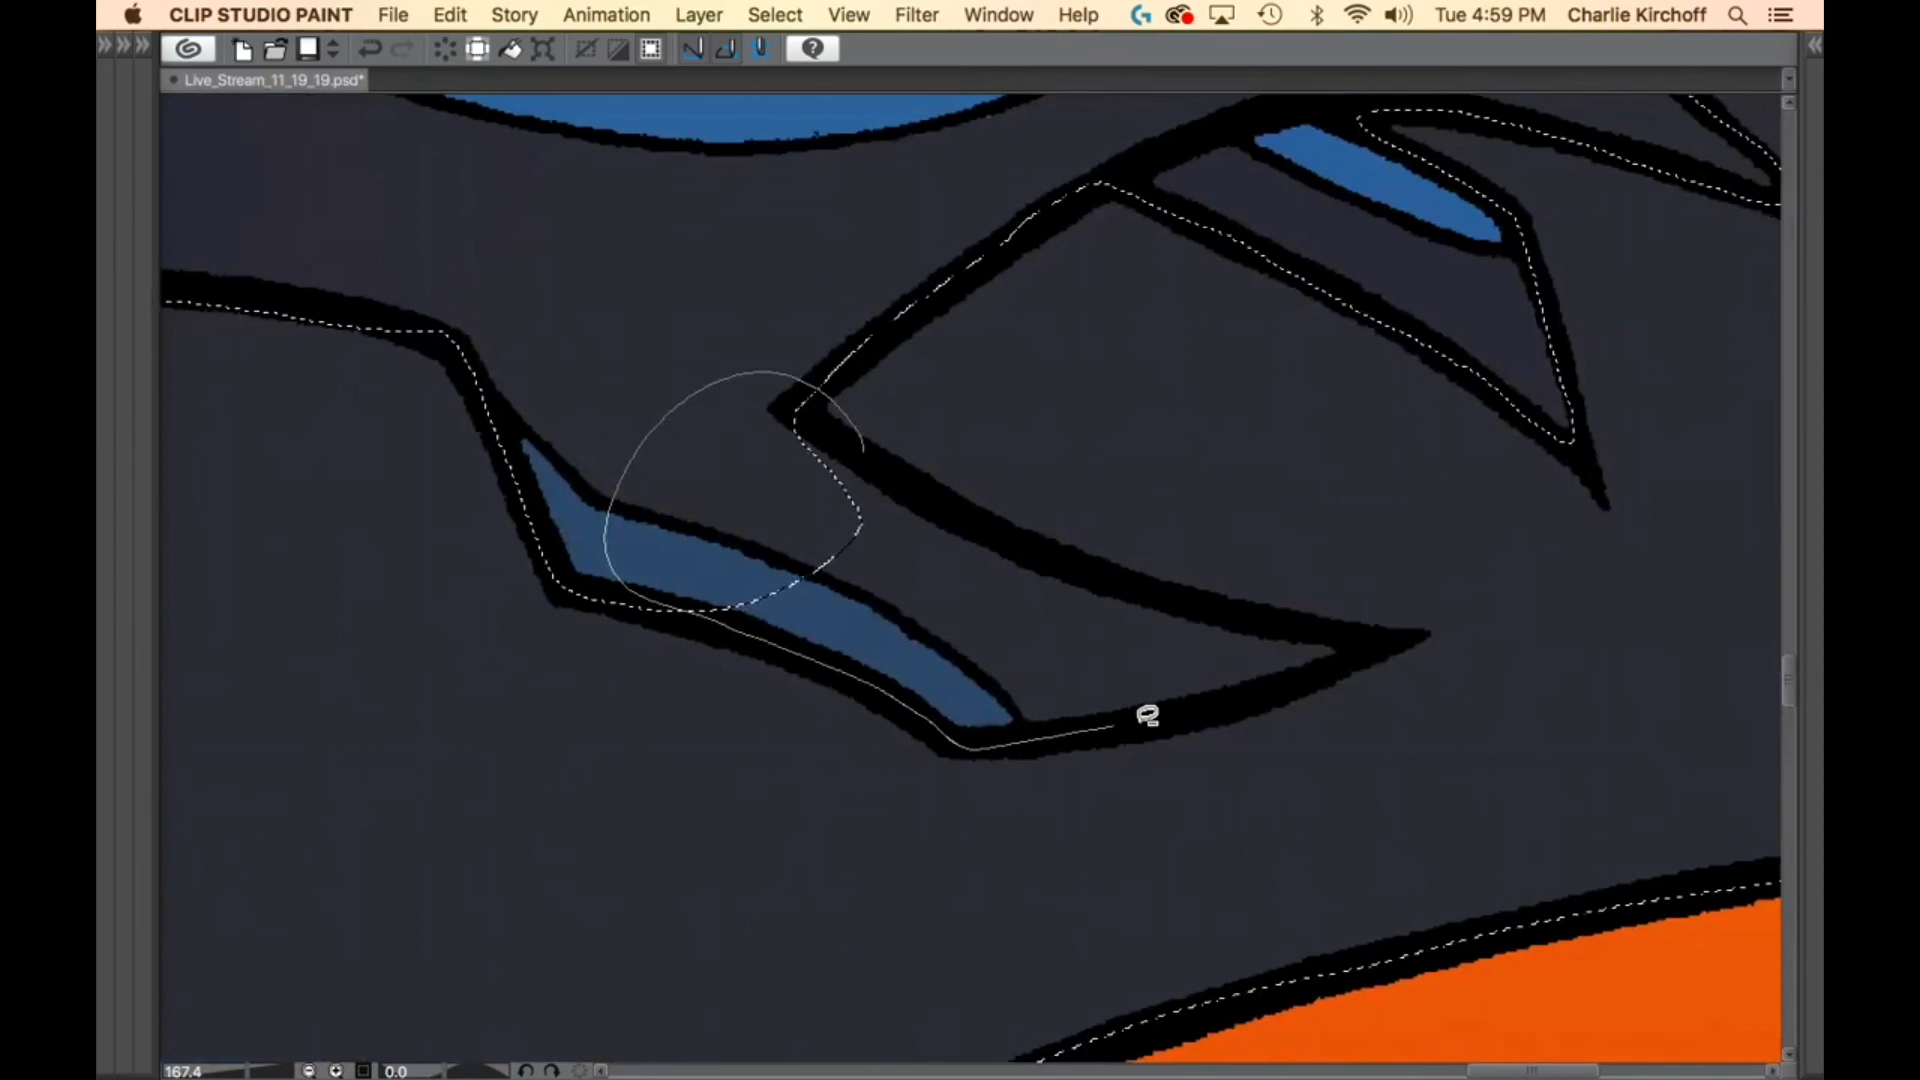 CLIP STUDIO PAINT File Edit Story Animation Layer Select View Filter Window Help Tue 4:59 PM Charlie Kirchoff
Live_Stream_11_19_19.psd*
167.4 0.0